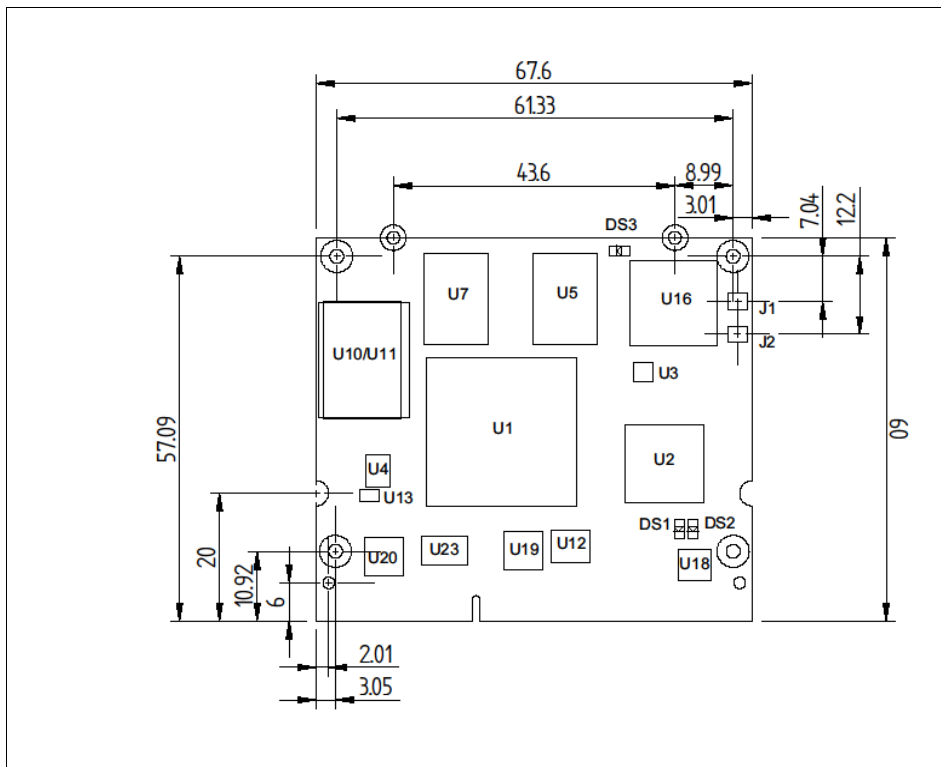 67.6
61.33
43.6
8.99
3.01
7.04
12.2
DS3
U7
U5
U16
J1
J2
U10/U11
U3
57.09
U1
60
U2
U4
U13
DS1
DS2
20
U20
U23
U19
U12
U18
10.92
6
2.01
3.05